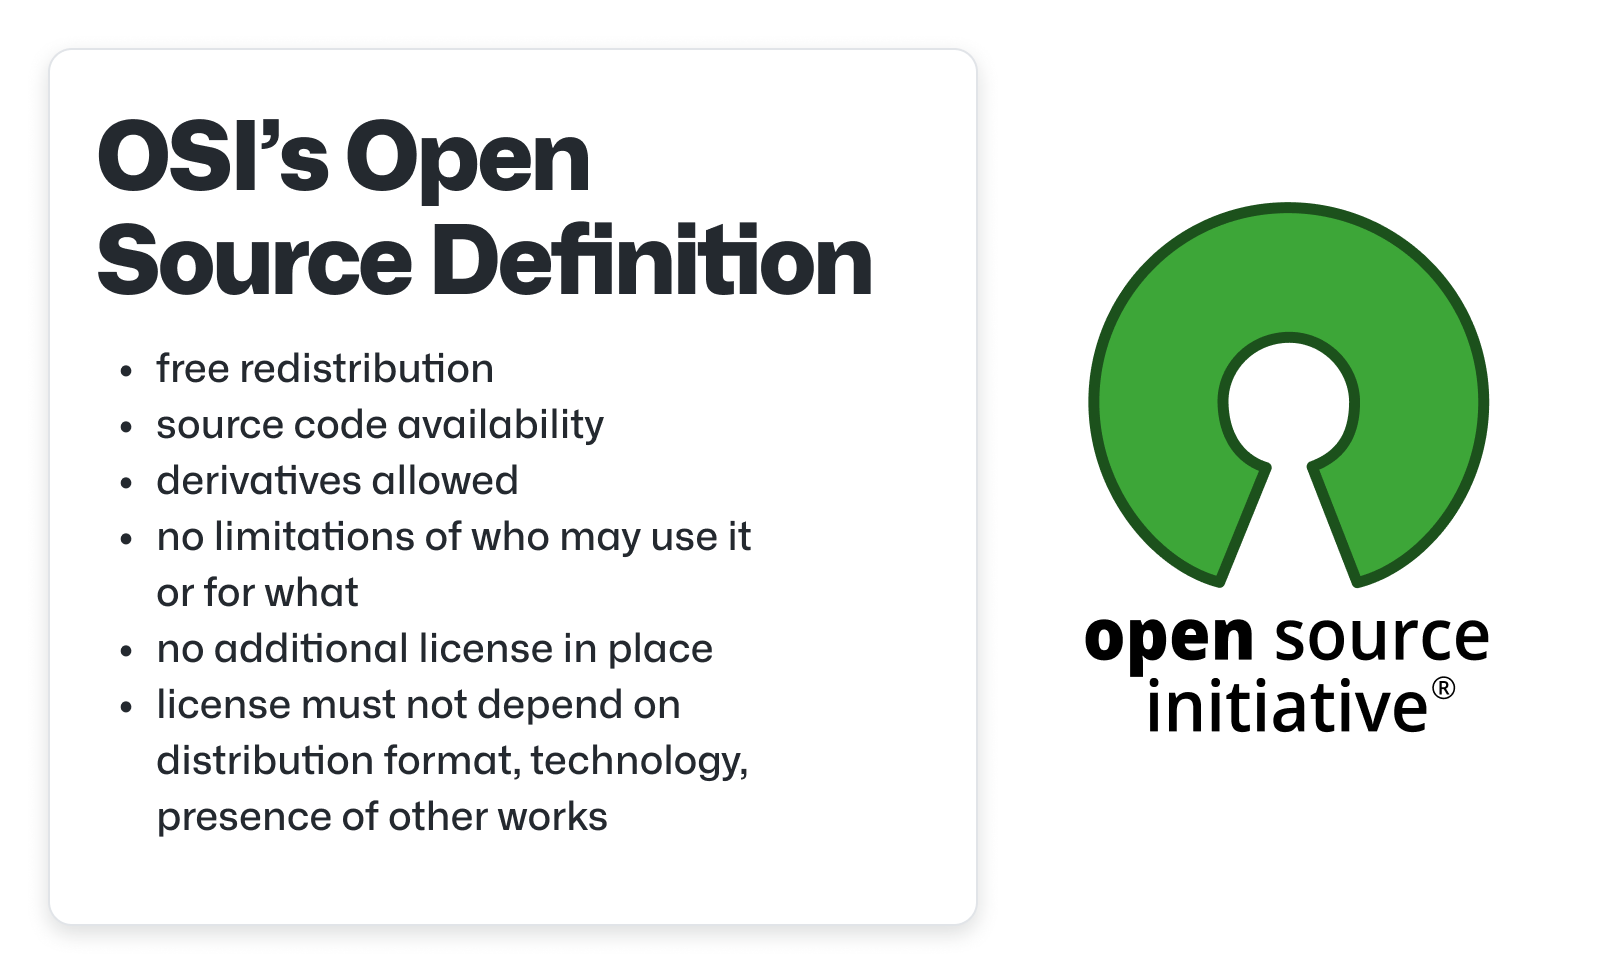 OSI’s Open
Source Definition
• free redistribution
• source code availability
• derivatives allowed
• no limitations of who may use it
or for what
• no additional license in place
• license must not depend on
distribution format, technology,
presence of other works
open source
initiative®